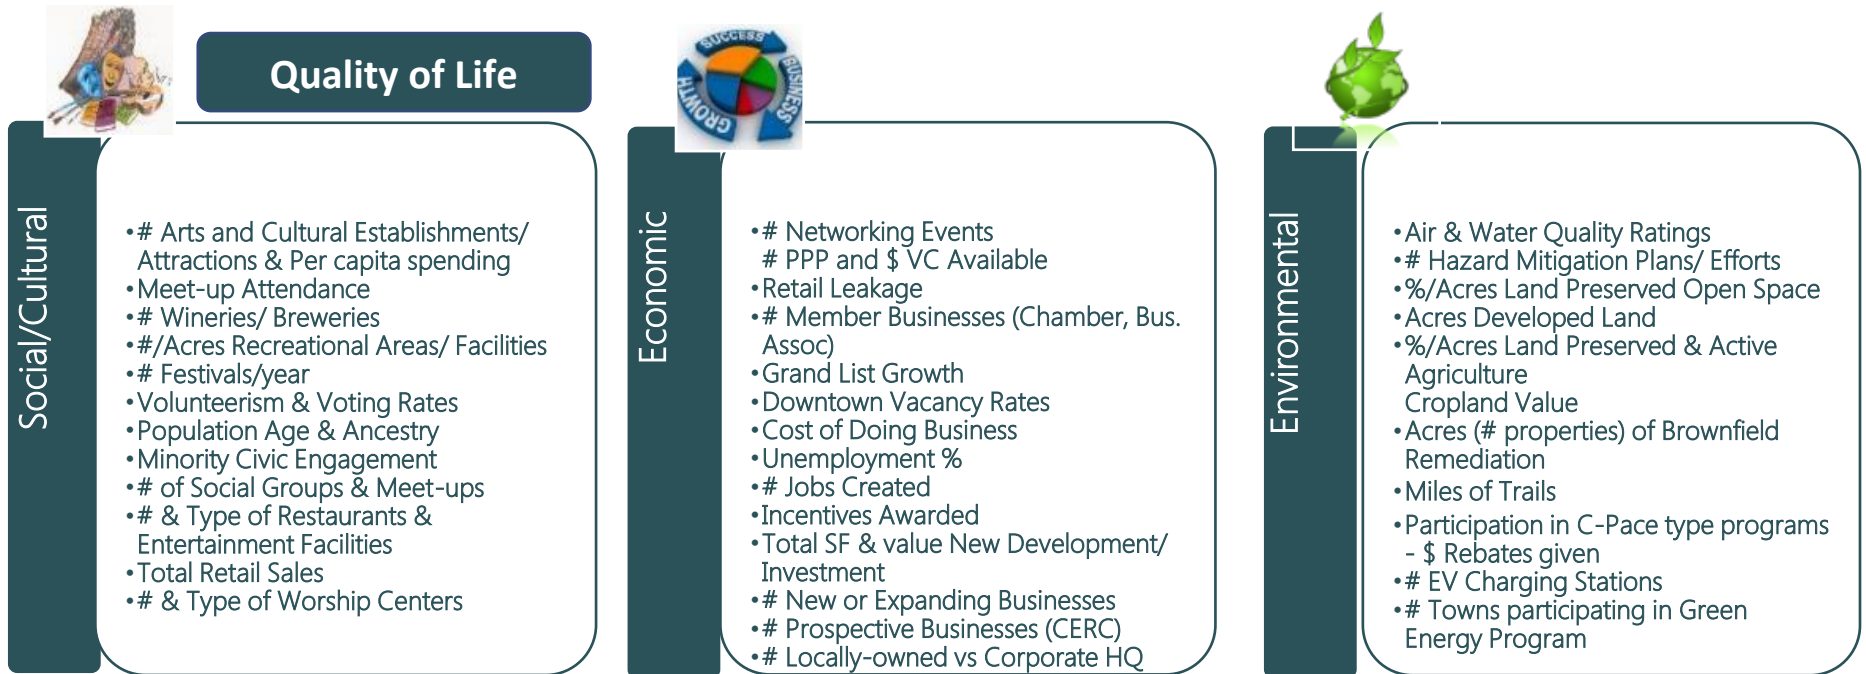 Quality of Life
Social/Cultural
•# Arts and Cultural Establishments/
Attractions & Per capita spending
•Meet-up Attendance
•# Wineries/ Breweries
•#/Acres Recreational Areas/ Facilities
•# Festivals/year
•Volunteerism & Voting Rates
•Population Age & Ancestry
•Minority Civic Engagement
•# of Social Groups & Meet-ups
•# & Type of Restaurants &
Entertainment Facilities
•Total Retail Sales
•# & Type of Worship Centers
SUCCESS
BUSINESS
GROWTH
Economic
•# Networking Events
# PPP and $ VC Available
•Retail Leakage
•# Member Businesses (Chamber, Bus.
Assoc)
•Grand List Growth
•Downtown Vacancy Rates
•Cost of Doing Business
•Unemployment %
•# Jobs Created
•Incentives Awarded
•Total SF & value New Development/
Investment
•# New or Expanding Businesses
•# Prospective Businesses (CERC)
•# Locally-owned vs Corporate HQ
Environmental
•Air & Water Quality Ratings
•# Hazard Mitigation Plans/ Efforts
•%/Acres Land Preserved Open Space
•Acres Developed Land
•%/Acres Land Preserved & Active
Agriculture
Cropland Value
•Acres (# properties) of Brownfield
Remediation
•Miles of Trails
•Participation in C-Pace type programs
- $ Rebates given
•# EV Charging Stations
•# Towns participating in Green
Energy Program